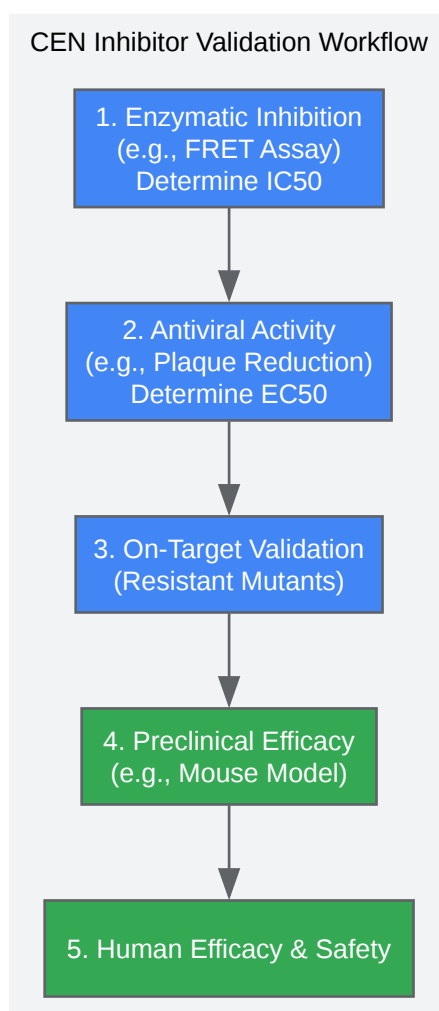 CEN Inhibitor Validation Workflow
1. Enzymatic Inhibition
(e.g., FRET Assay)
Determine IC50
2. Antiviral Activity
(e.g., Plaque Reduction)
Determine EC50
3. On-Target Validation
(Resistant Mutants)
4. Preclinical Efficacy
(e.g., Mouse Model)
5. Human Efficacy & Safety